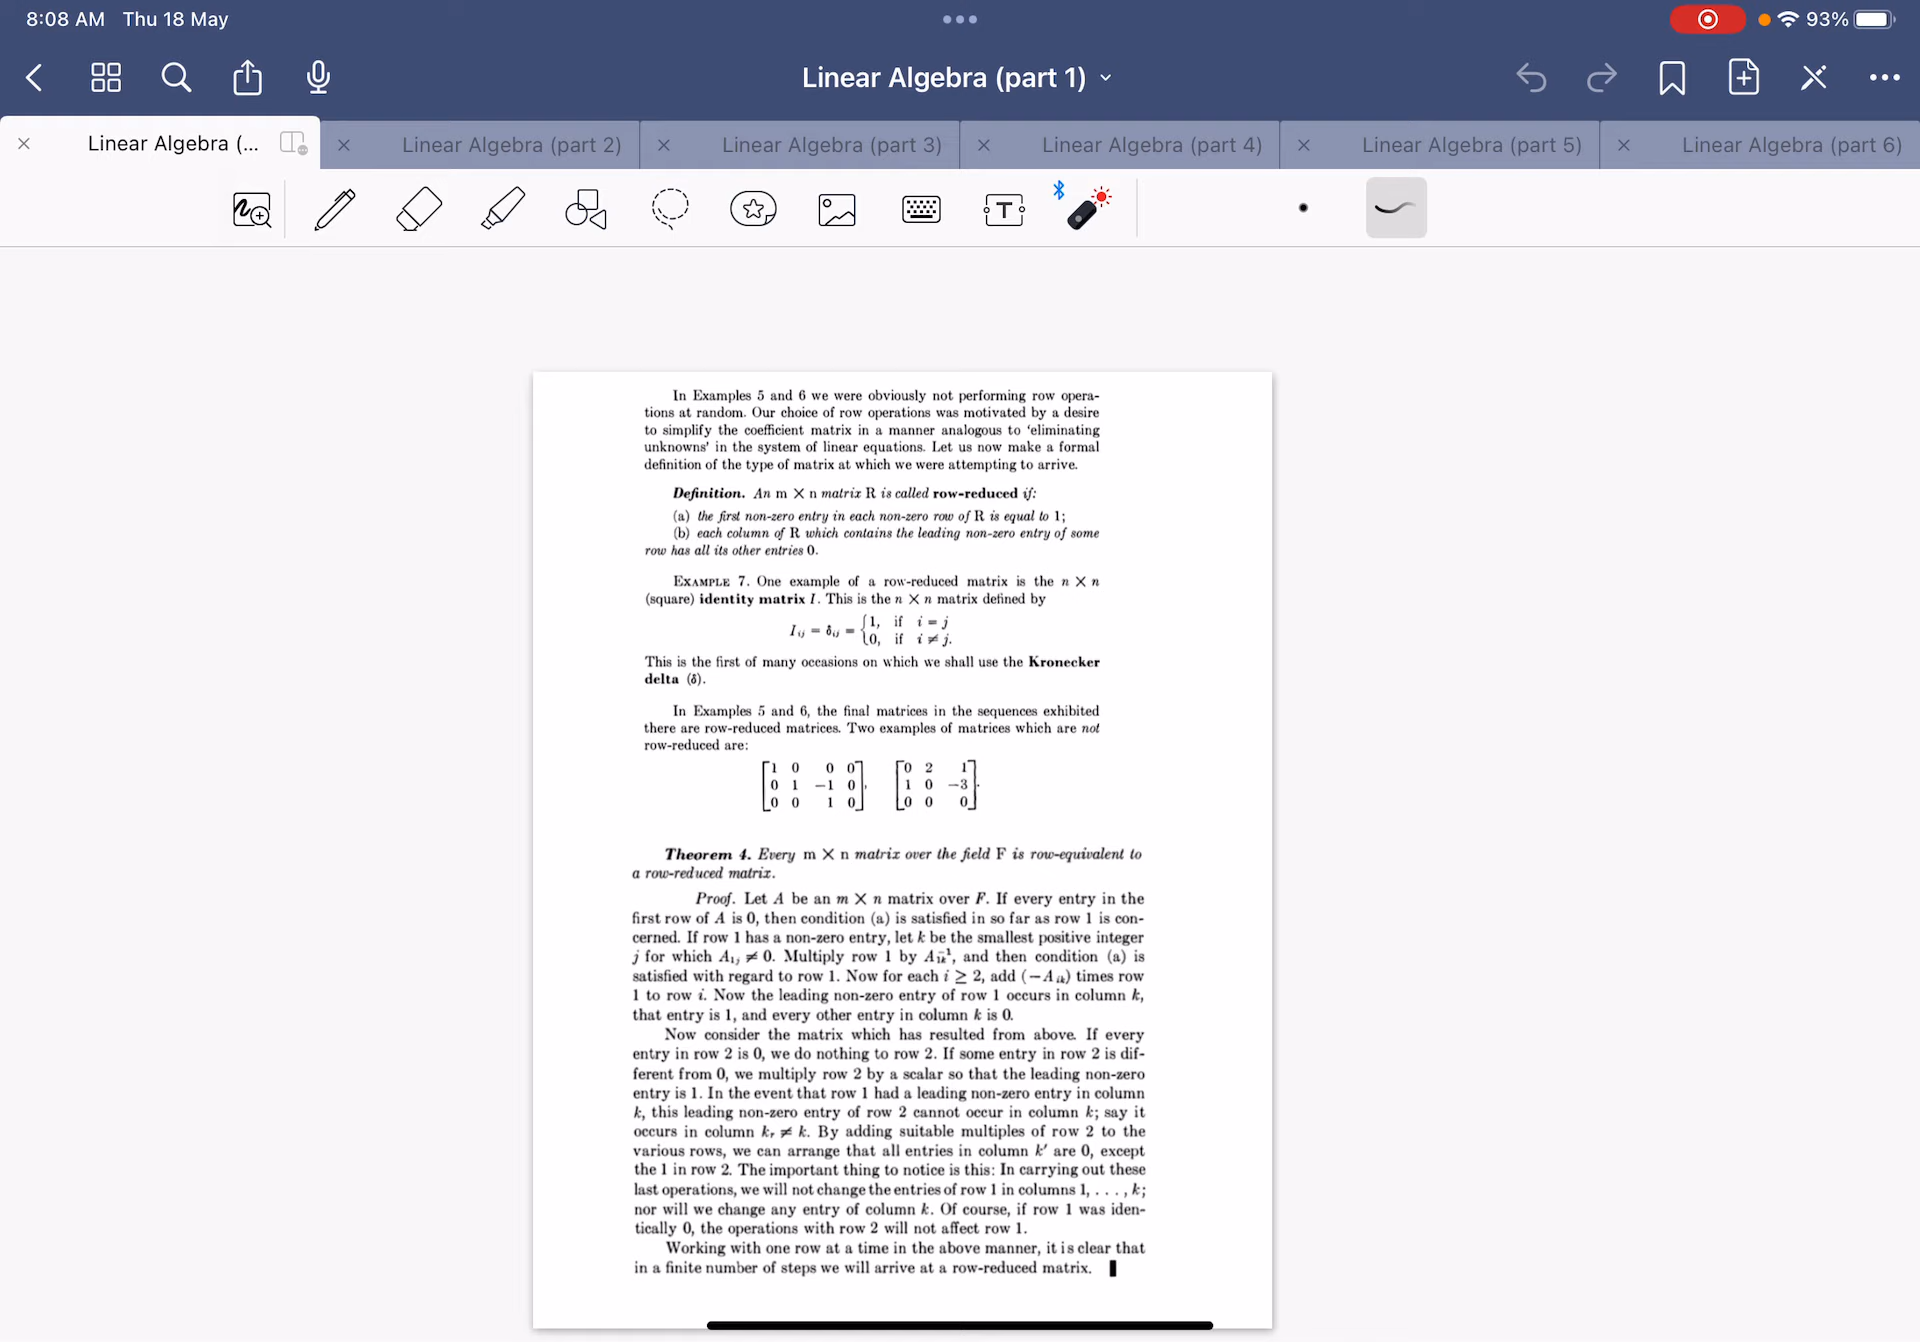 8:08 AM Thu 18 May
93%
Linear Algebra (part 1)
Linear Algebra (...
Linear Algebra (part 2)
Linear Algebra (part 3)
Linear Algebra (part 4)
Linear Algebra (part 5)
Linear Algebra (part 6)
T
In Examples 5 and 6 we were obviously not performing row opera-
tions at random. Our choice of row operations was motivated by a desire
to simplify the coefficient matrix in a manner analogous to 'eliminating
unknowns' in the system of linear equations. Let us now make a formal
definition of the type of matrix at which we were attempting to arrive.
Definition. An m × n matrix R is called row-reduced if:
(a) the first non-zero entry in each non-zero row of R is equal to 1;
(b) each column of R which contains the leading non-zero entry of some
row has all its other entries 0.
EXAMPLE 7. One example of a row-reduced matrix is the n × n
(square) identity matrix I. This is the n × n matrix defined by
I_{ij} = δ_{ij} = {1, if i = j
0, if i ≠ j.
This is the first of many occasions on which we shall use the Kronecker
delta (δ).
In Examples 5 and 6, the final matrices in the sequences exhibited
there are row-reduced matrices. Two examples of matrices which are not
row-reduced are:
[1 0 0 0] [0 2 1]
[0 1 −1 0], [1 0 −3].
[0 0 1 0] [0 0 0]
Theorem 4. Every m × n matrix over the field F is row-equivalent to
a row-reduced matrix.
Proof. Let A be an m × n matrix over F. If every entry in the
first row of A is 0, then condition (a) is satisfied in so far as row 1 is con-
cerned. If row 1 has a non-zero entry, let k be the smallest positive integer
j for which A_{1j} ≠ 0. Multiply row 1 by A_{1k}^{-1}, and then condition (a) is
satisfied with regard to row 1. Now for each i ≥ 2, add (−A_{ik}) times row
1 to row i. Now the leading non-zero entry of row 1 occurs in column k,
that entry is 1, and every other entry in column k is 0.
Now consider the matrix which has resulted from above. If every
entry in row 2 is 0, we do nothing to row 2. If some entry in row 2 is dif-
ferent from 0, we multiply row 2 by a scalar so that the leading non-zero
entry is 1. In the event that row 1 had a leading non-zero entry in column
k, this leading non-zero entry of row 2 cannot occur in column k; say it
occurs in column k_r ≠ k. By adding suitable multiples of row 2 to the
various rows, we can arrange that all entries in column k′ are 0, except
the 1 in row 2. The important thing to notice is this: In carrying out these
last operations, we will not change the entries of row 1 in columns 1, . . . , k;
nor will we change any entry of column k. Of course, if row 1 was iden-
tically 0, the operations with row 2 will not affect row 1.
Working with one row at a time in the above manner, it is clear that
in a finite number of steps we will arrive at a row-reduced matrix. ▮